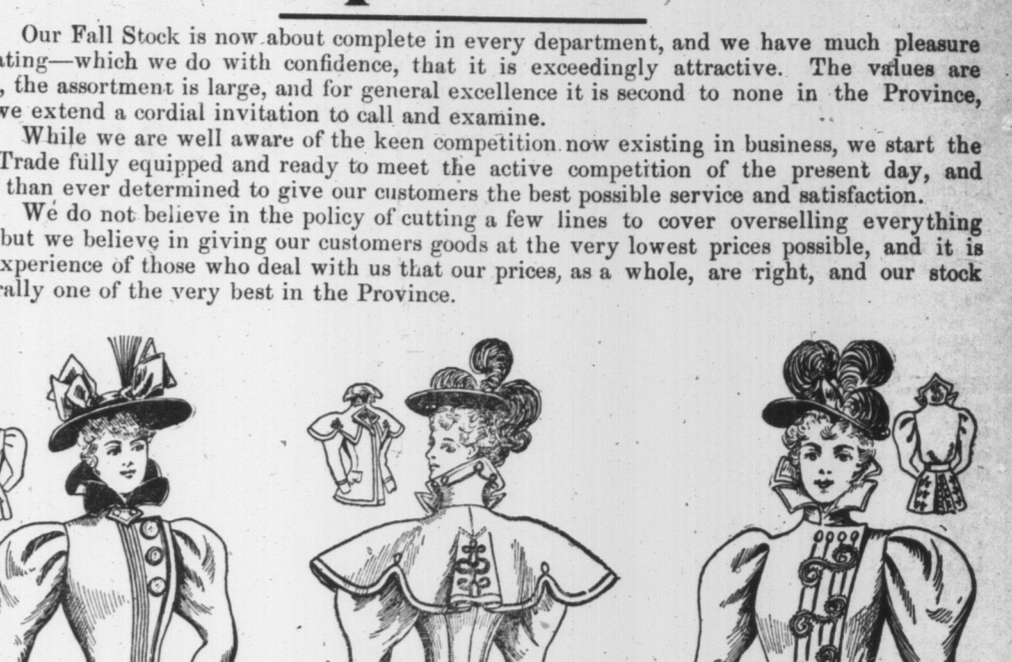 Our Fall Stock is now about complete in every department, and we have much pleasure
ating—which we do with confidence, that it is exceedingly attractive. The values are
, the assortment is large, and for general excellence it is second to none in the Province,
we extend a cordial invitation to call and examine.
While we are well aware of the keen competition now existing in business, we start the
Trade fully equipped and ready to meet the active competition of the present day, and
than ever determined to give our customers the best possible service and satisfaction.
We do not believe in the policy of cutting a few lines to cover overselling everything
but we believe in giving our customers goods at the very lowest prices possible, and it is
xperience of those who deal with us that our prices, as a whole, are right, and our stock
rally one of the very best in the Province.